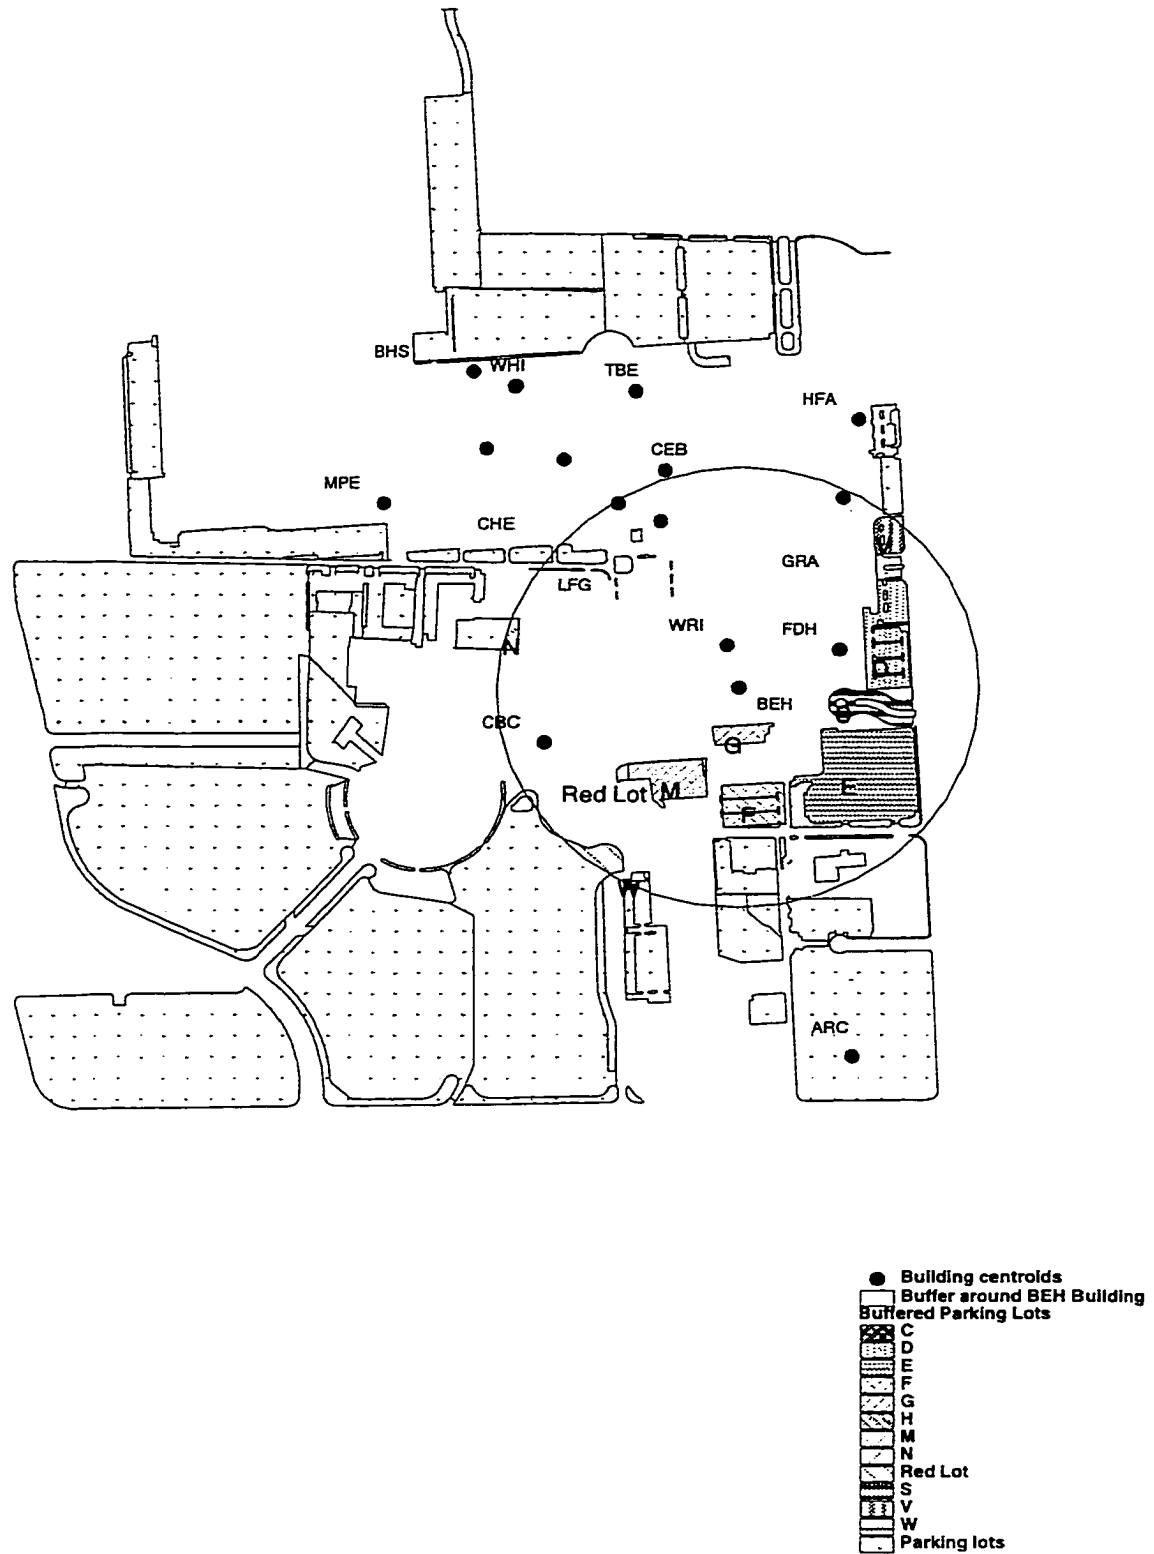 BHS
WHI
TBE
HFA
CEB
MPE
CHE
GRA
LFG
WRI
FDH
N
D
BEH
CBC
G
E
Red Lot
M
F
W
ARC
Building centroids
Buffer around BEH Building
Buffered Parking Lots
C
D
E
F
G
H
M
N
Red Lot
S
V
W
Parking lots